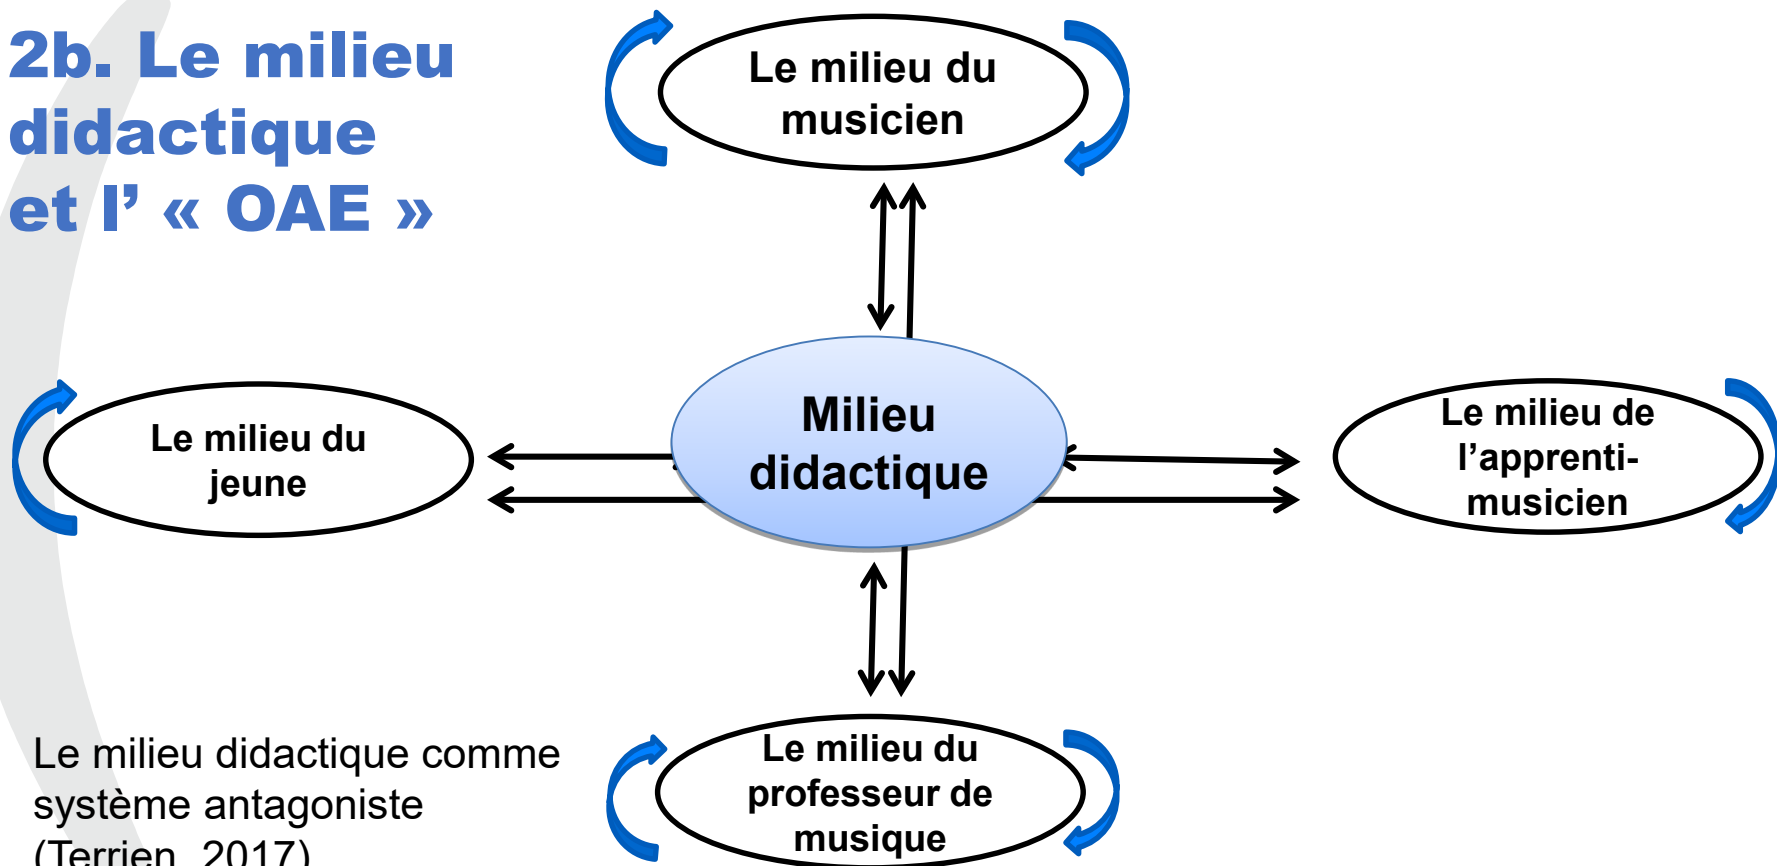 2b. Le milieu
didactique
et l’ « OAE »
Le milieu du
musicien
Le milieu du
jeune
Milieu
didactique
Le milieu de
l’apprenti-
musicien
Le milieu du
professeur de
musique
Le milieu didactique comme
système antagoniste
(Terrien, 2017)